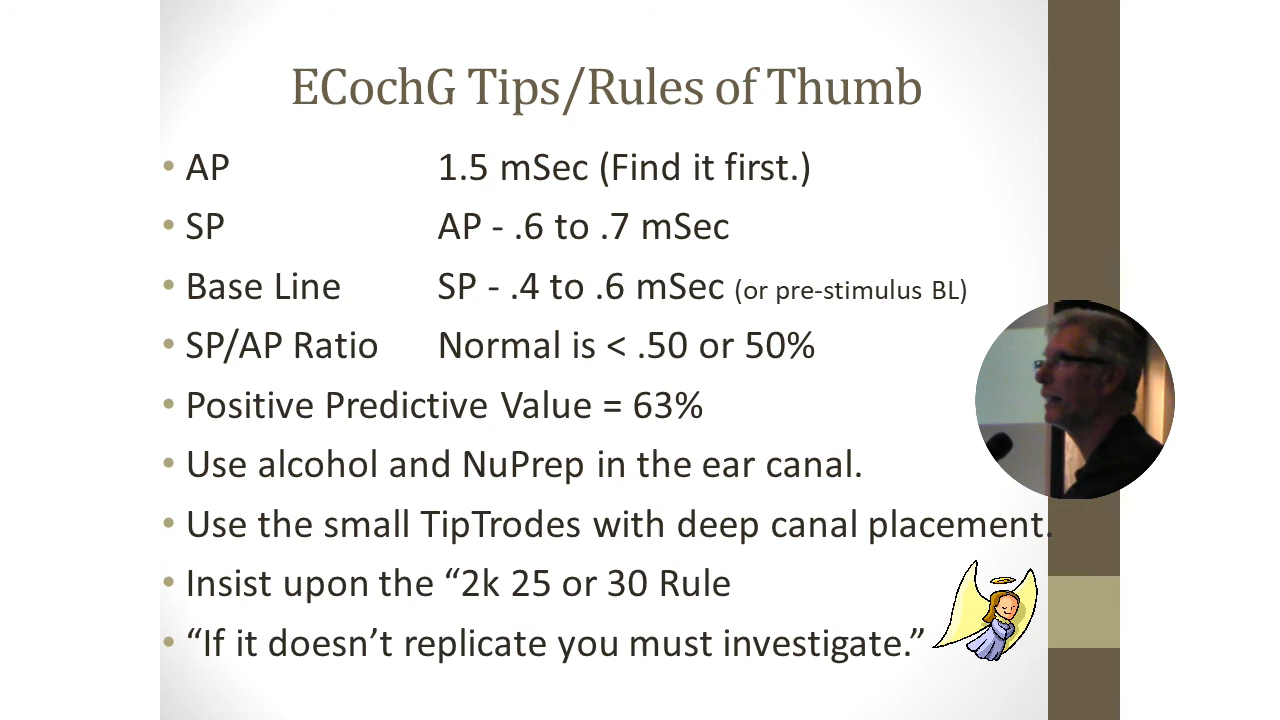 ECochG Tips/Rules of Thumb
• AP 1.5 mSec (Find it first.)
• SP AP - .6 to .7 mSec
• Base Line SP - .4 to .6 mSec (or pre-stimulus BL)
• SP/AP Ratio Normal is < .50 or 50%
• Positive Predictive Value = 63%
• Use alcohol and NuPrep in the ear canal.
• Use the small TipTrodes with deep canal placement.
• Insist upon the “2k 25 or 30 Rule
• “If it doesn’t replicate you must investigate.”